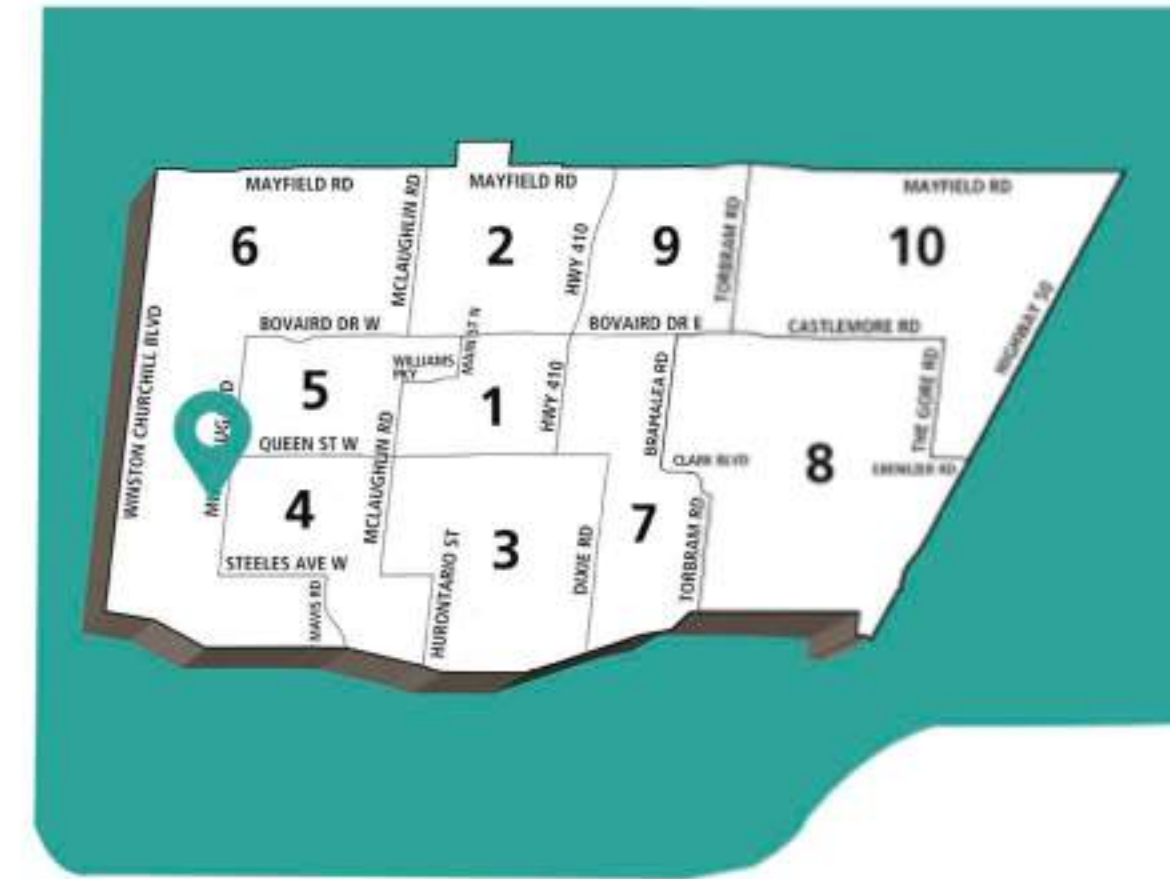 MAYFIELD RD
MAYFIELD RD
MAYFIELD RD
6
MCLAUGHLIN RD
2
HWY 410
9
TORBRAM RD
10
HIGHWAY 50
WINSTON CHURCHILL BLVD
BOVAIRD DR W
MAIN ST N
BOVAIRD DR E
CASTLEMORE RD
WILLIAMS
PKY
5
1
HWY 410
BRAMALEA RD
THE GORE RD
QUEEN ST W
MCLAUGHLIN RD
CLARK BLVD
8
EBENEZER RD
4
3
7
DIXIE RD
TORBRAM RD
STEELES AVE W
MAVIS RD
HURONTARIO ST